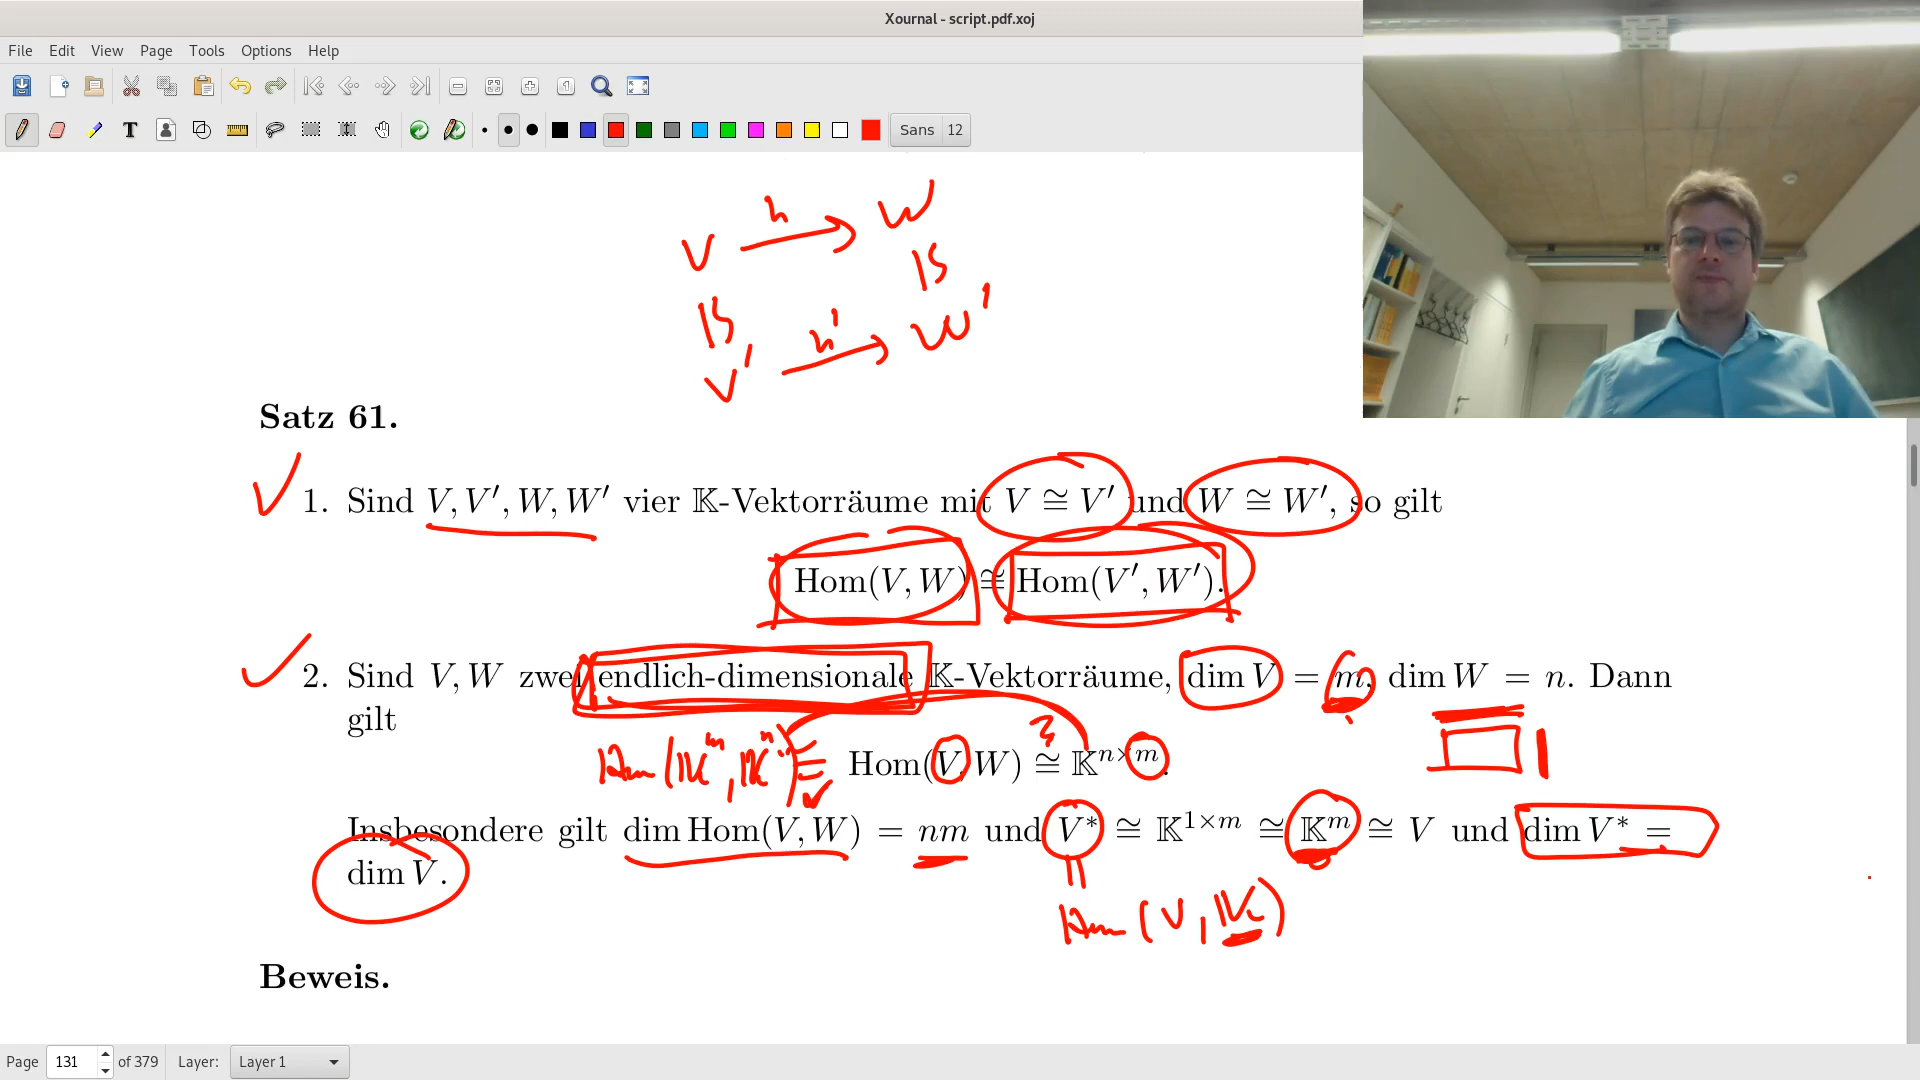 Xournal - script.pdf.xoj
File Edit View Page Tools Options Help
Sans 12
V h W
V' h' W'
Satz 61.
1. Sind V, V′, W, W′ vier 𝕂-Vektorräume mit V ≅ V′ und W ≅ W′, so gilt
Hom(V, W) ≅ Hom(V′, W′).
2. Sind V, W zwei endlich-dimensionale 𝕂-Vektorräume, dim V = m, dim W = n. Dann
gilt
Hom(𝕂^m, 𝕂^n) Hom(V, W) ≅ 𝕂^{n×m}.
Insbesondere gilt dim Hom(V, W) = nm und V* ≅ 𝕂^{1×m} ≅ 𝕂^m ≅ V und dim V* =
dim V.
Hom(V, 𝕂)
Beweis.
Page 131 of 379 Layer: Layer 1